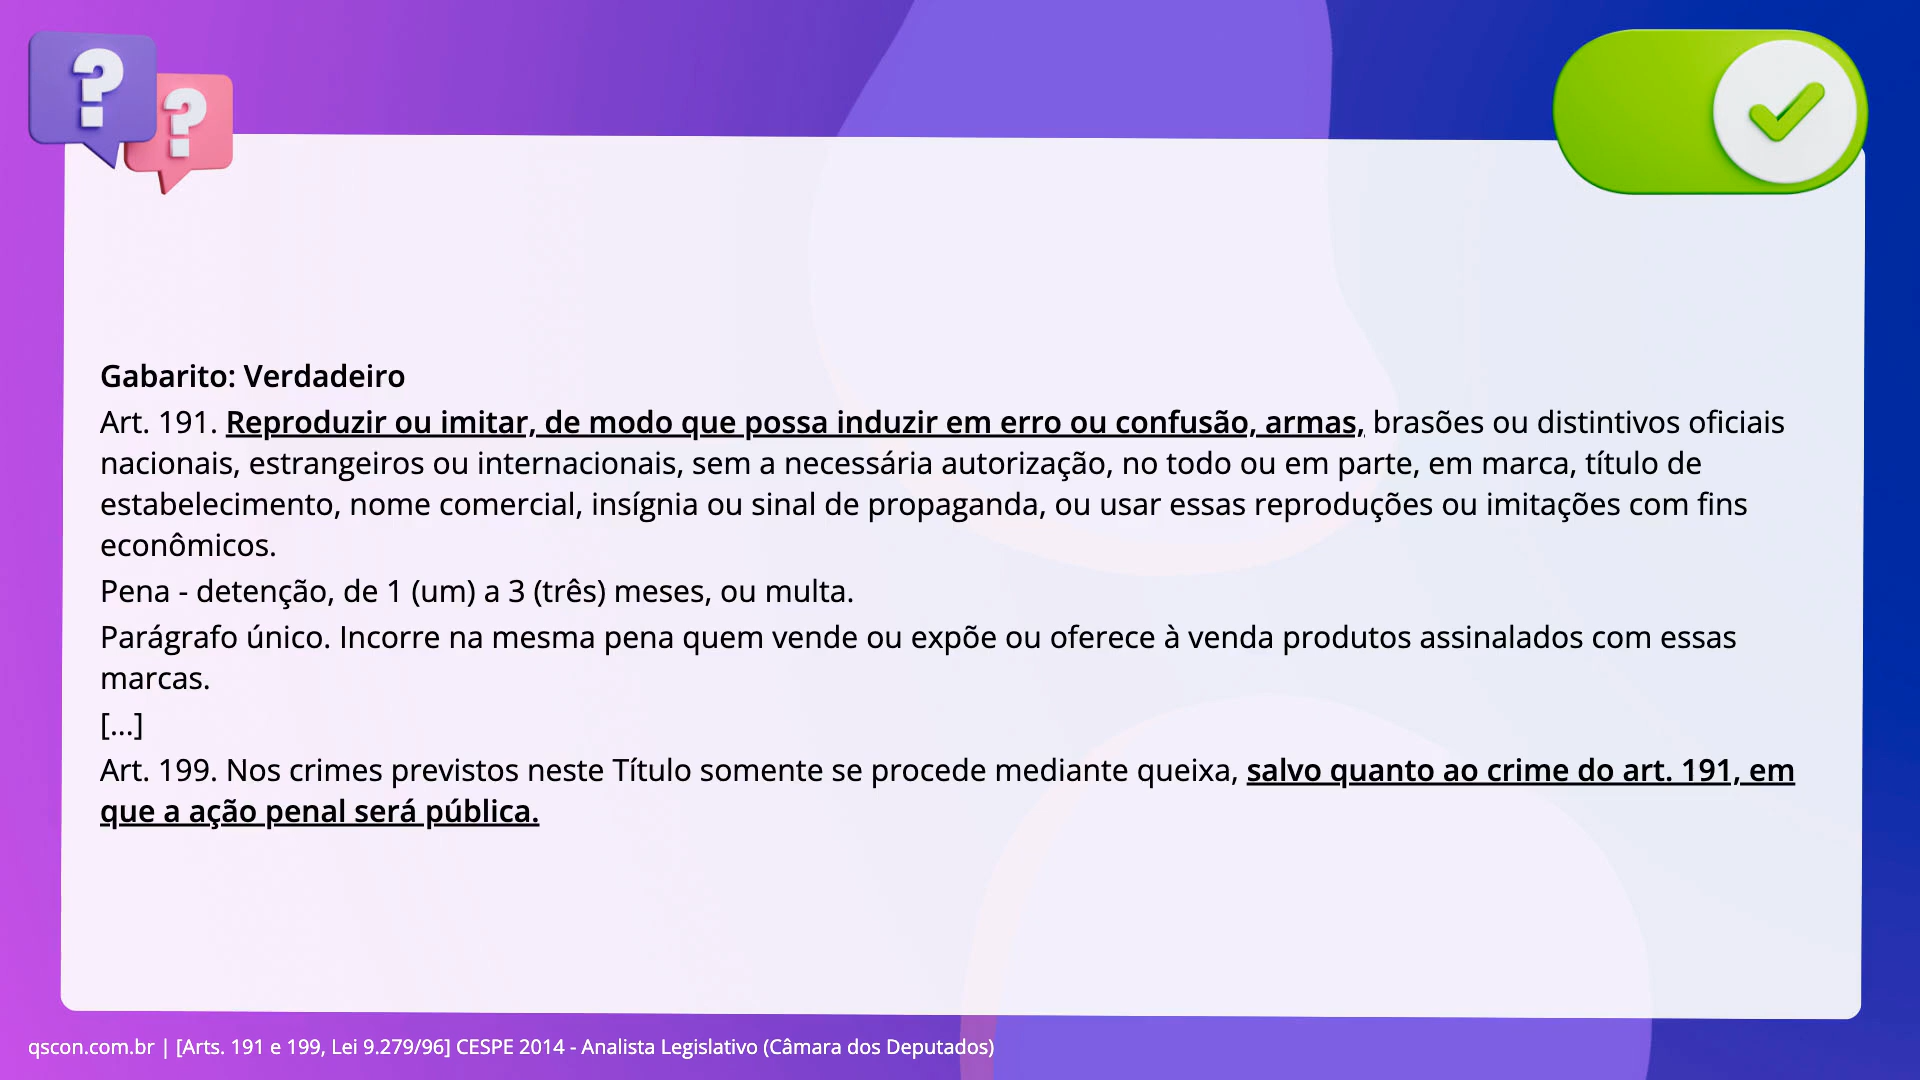 ? ?
Gabarito: Verdadeiro
Art. 191. Reproduzir ou imitar, de modo que possa induzir em erro ou confusão, armas, brasões ou distintivos oficiais
nacionais, estrangeiros ou internacionais, sem a necessária autorização, no todo ou em parte, em marca, título de
estabelecimento, nome comercial, insígnia ou sinal de propaganda, ou usar essas reproduções ou imitações com fins
econômicos.
Pena - detenção, de 1 (um) a 3 (três) meses, ou multa.
Parágrafo único. Incorre na mesma pena quem vende ou expõe ou oferece à venda produtos assinalados com essas
marcas.
[...]
Art. 199. Nos crimes previstos neste Título somente se procede mediante queixa, salvo quanto ao crime do art. 191, em
que a ação penal será pública.
qscon.com.br | [Arts. 191 e 199, Lei 9.279/96] CESPE 2014 - Analista Legislativo (Câmara dos Deputados)